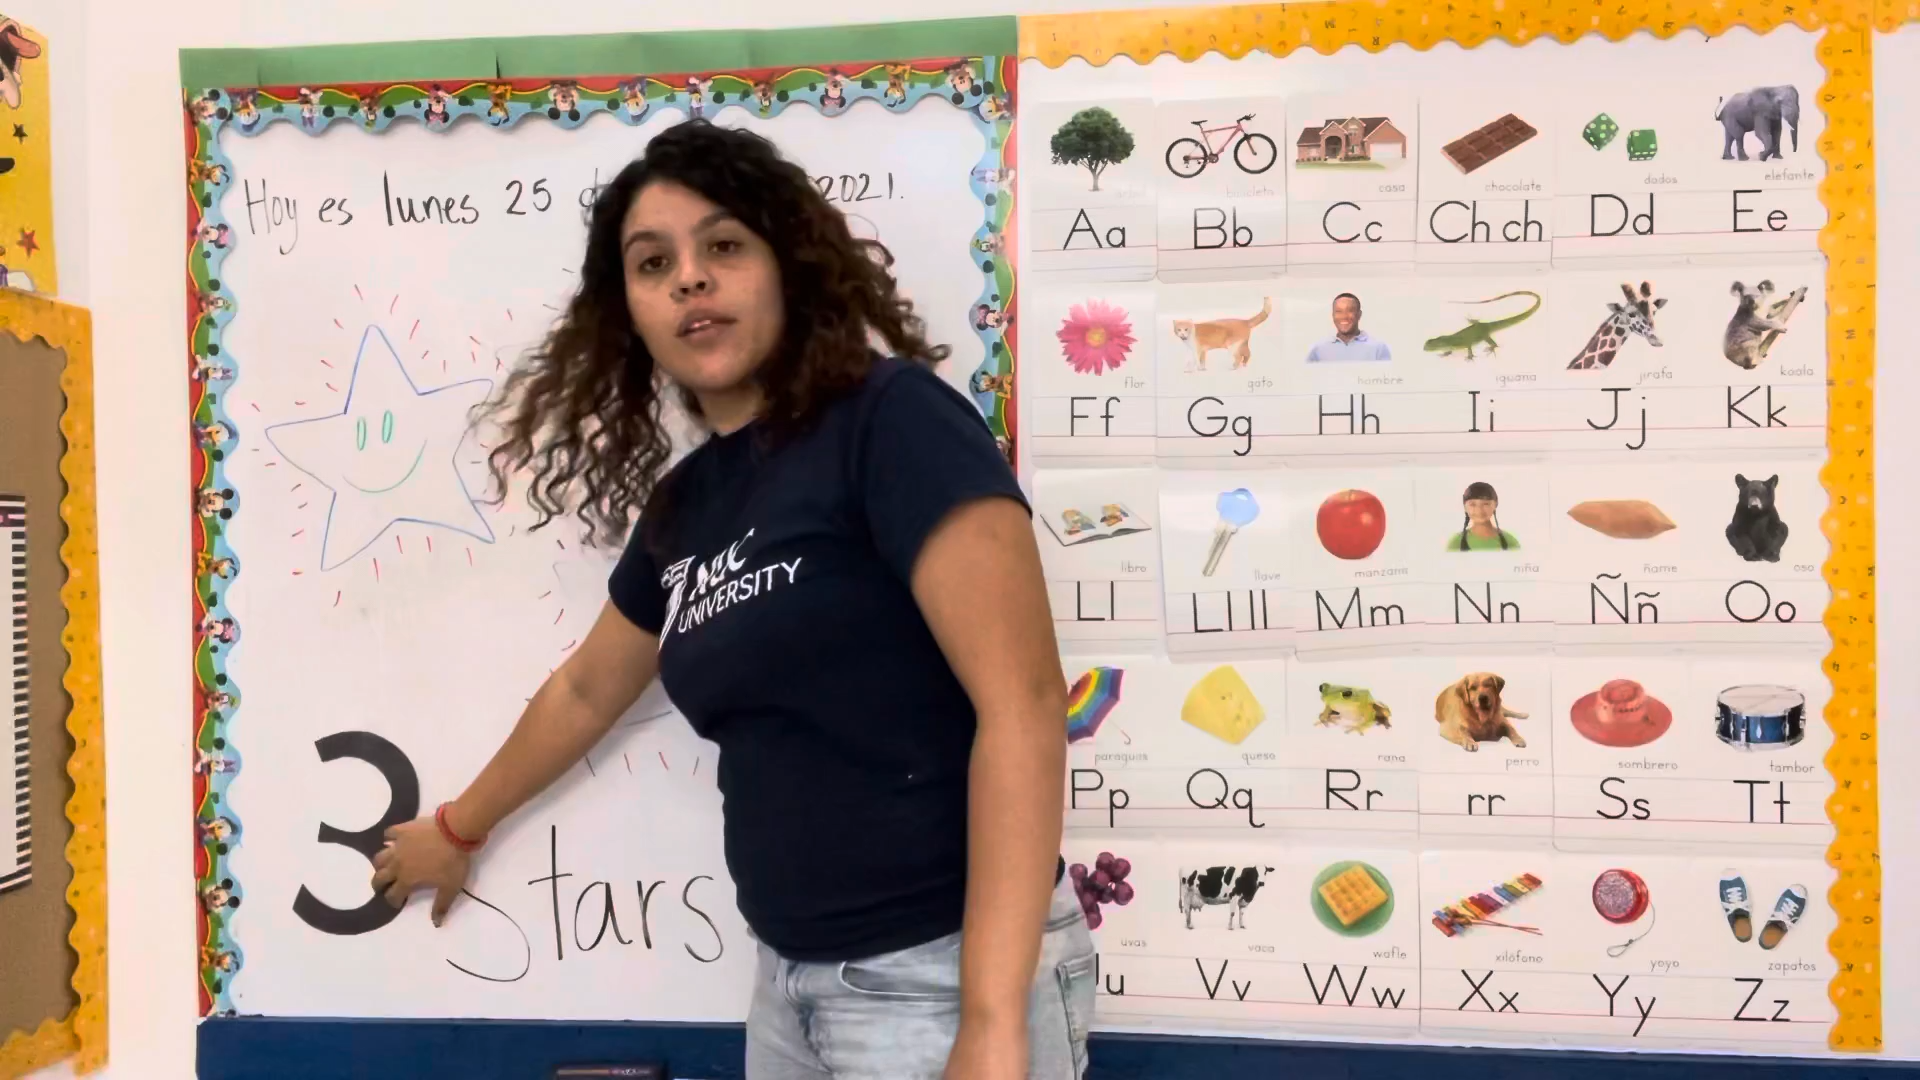 Hoy es lunes 25 2021.
3 stars
NUC
UNIVERSITY
árbol bicicleta casa chocolate dados elefante
Aa Bb Cc Ch ch Dd Ee
flor gato hombre iguana jirafa koala
Ff Gg Hh Ii Jj Kk
libro llave manzana niña ñame oso
Ll Ll ll Mm Nn Ññ Oo
paraguas queso rana perro sombrero tambor
Pp Qq Rr rr Ss Tt
uvas vaca wafle xilófono yoyo zapatos
u Vv Ww Xx Yy Zz